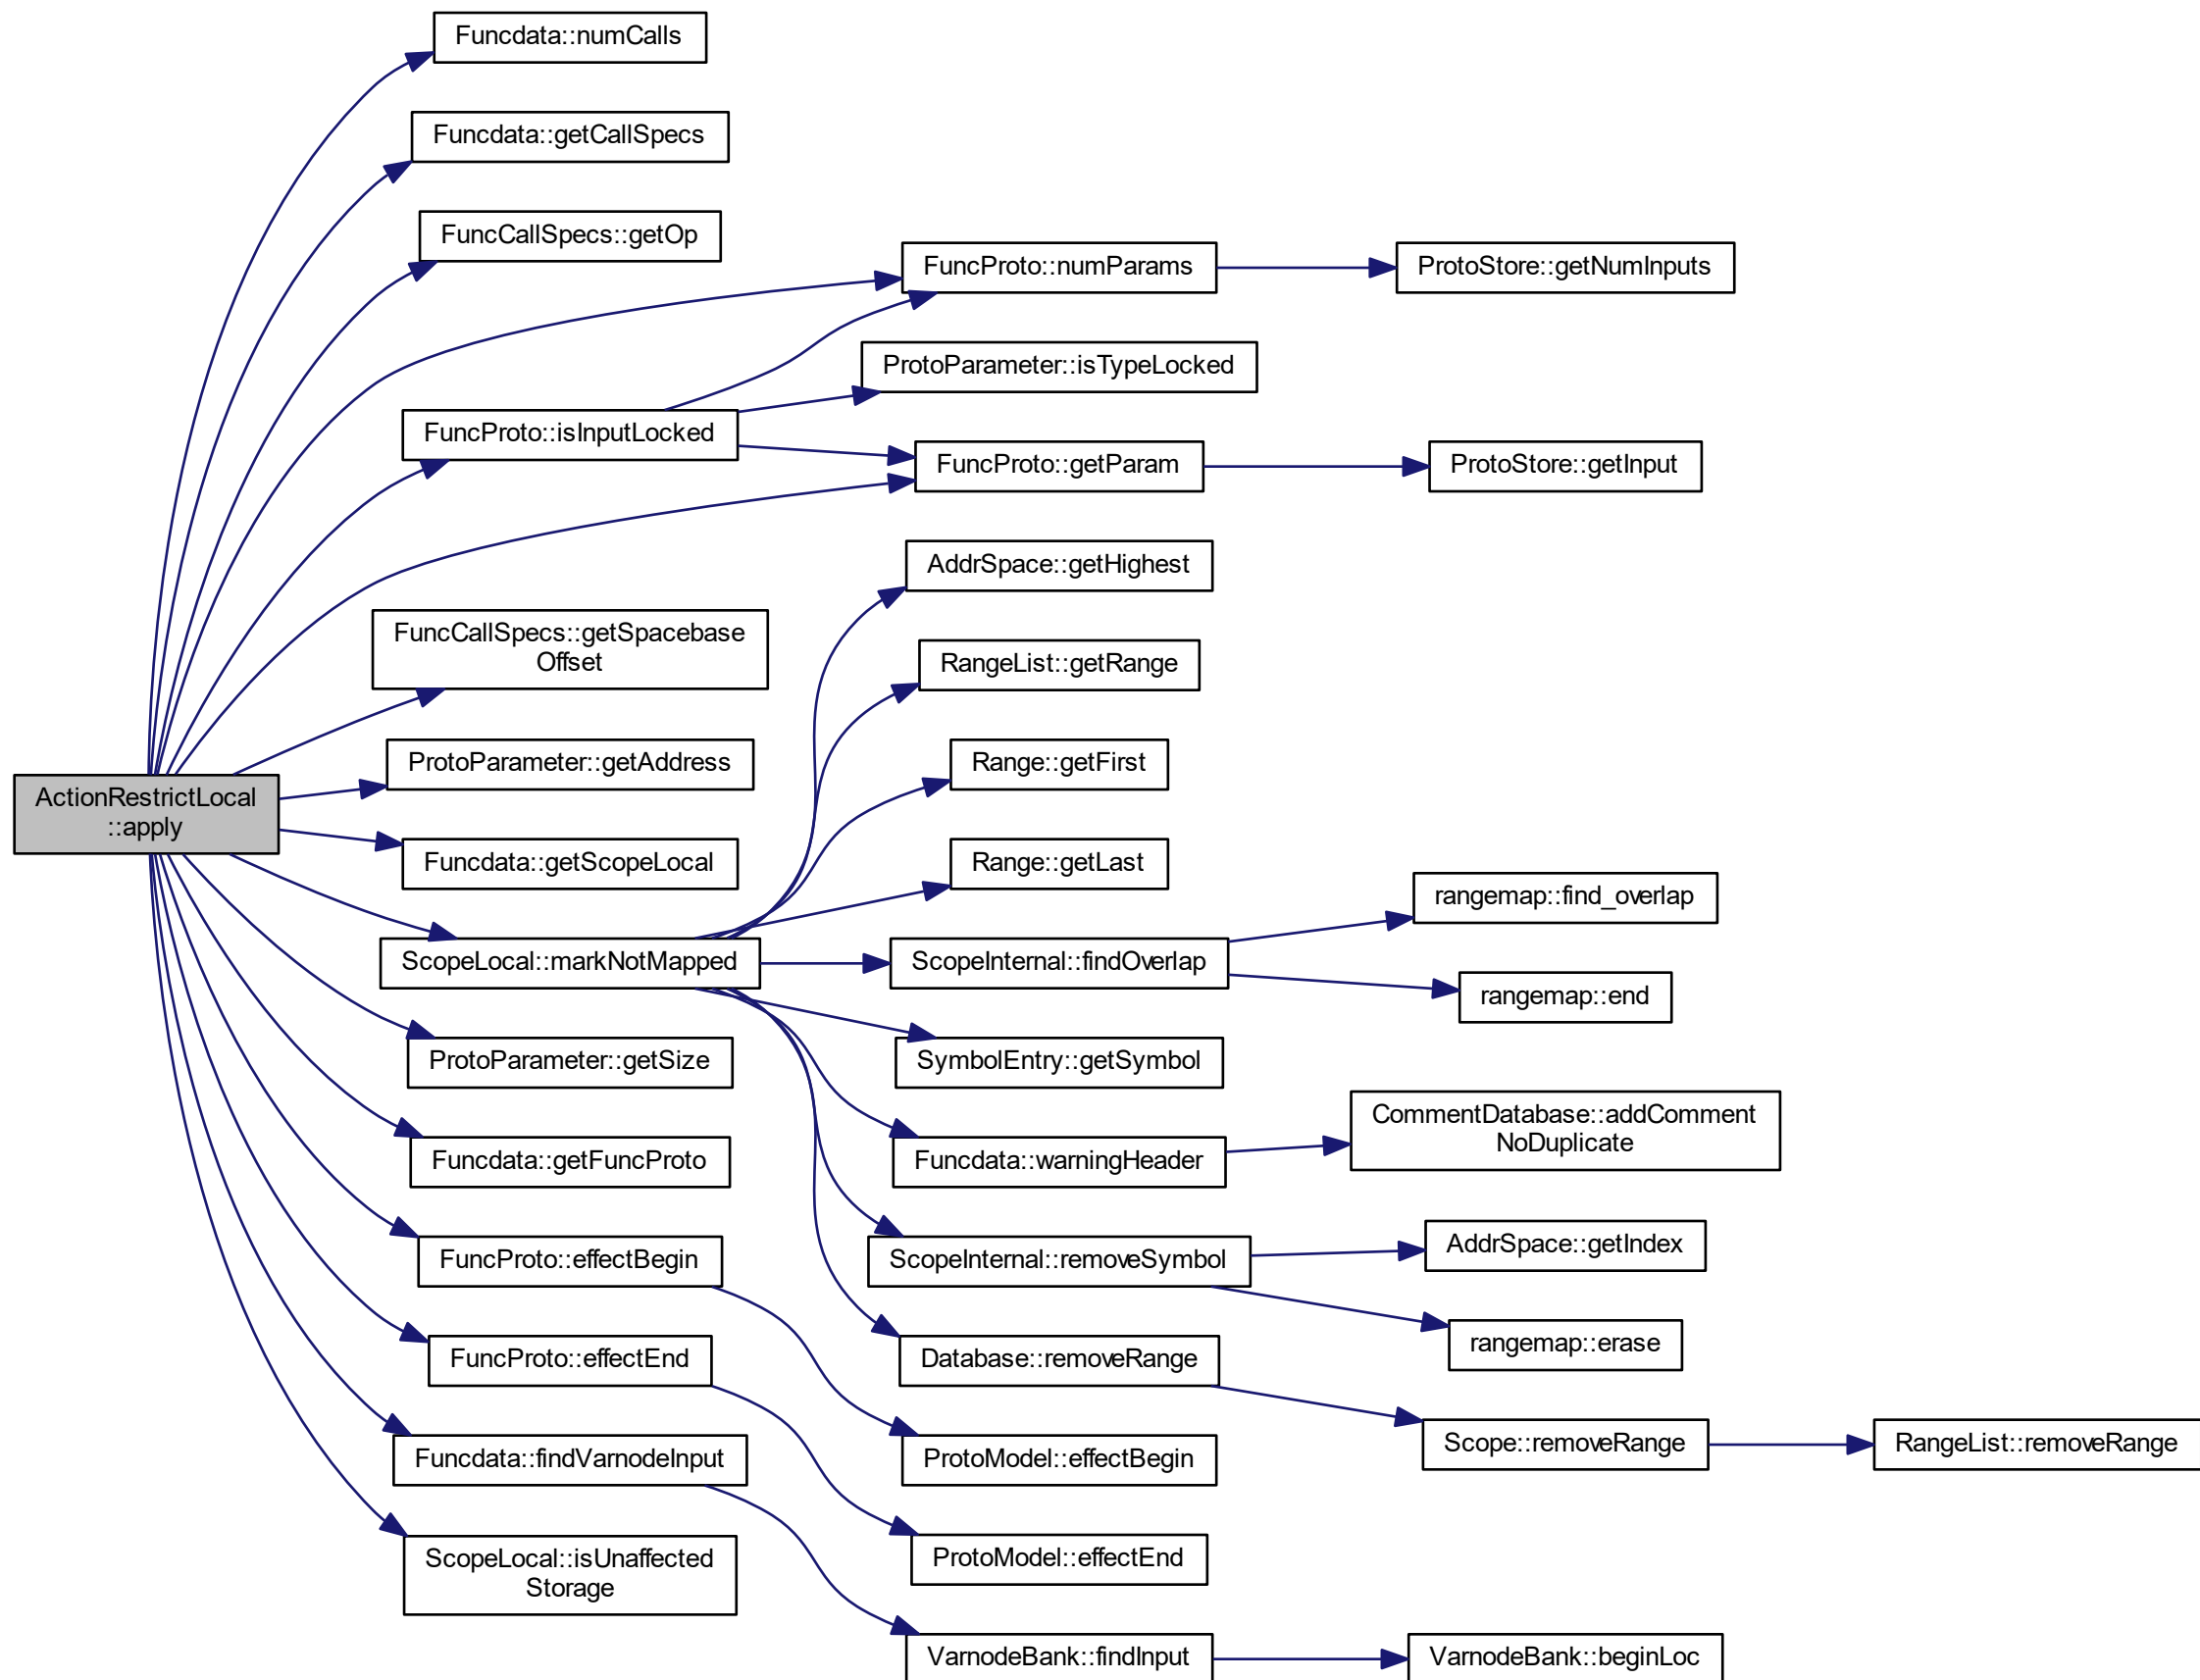 Funcdata::numCalls
Funcdata::getCallSpecs
FuncCallSpecs::getOp
FuncProto::numParams
ProtoStore::getNumInputs
ProtoParameter::isTypeLocked
FuncProto::isInputLocked
FuncProto::getParam
ProtoStore::getInput
AddrSpace::getHighest
FuncCallSpecs::getSpacebase
Offset
RangeList::getRange
ProtoParameter::getAddress
Range::getFirst
ActionRestrictLocal
::apply
Funcdata::getScopeLocal
Range::getLast
rangemap::find_overlap
ScopeLocal::markNotMapped
ScopeInternal::findOverlap
rangemap::end
ProtoParameter::getSize
SymbolEntry::getSymbol
Funcdata::getFuncProto
Funcdata::warningHeader
CommentDatabase::addComment
NoDuplicate
FuncProto::effectBegin
ScopeInternal::removeSymbol
AddrSpace::getIndex
rangemap::erase
FuncProto::effectEnd
Database::removeRange
Funcdata::findVarnodeInput
ProtoModel::effectBegin
Scope::removeRange
RangeList::removeRange
ScopeLocal::isUnaffected
Storage
ProtoModel::effectEnd
VarnodeBank::findInput
VarnodeBank::beginLoc